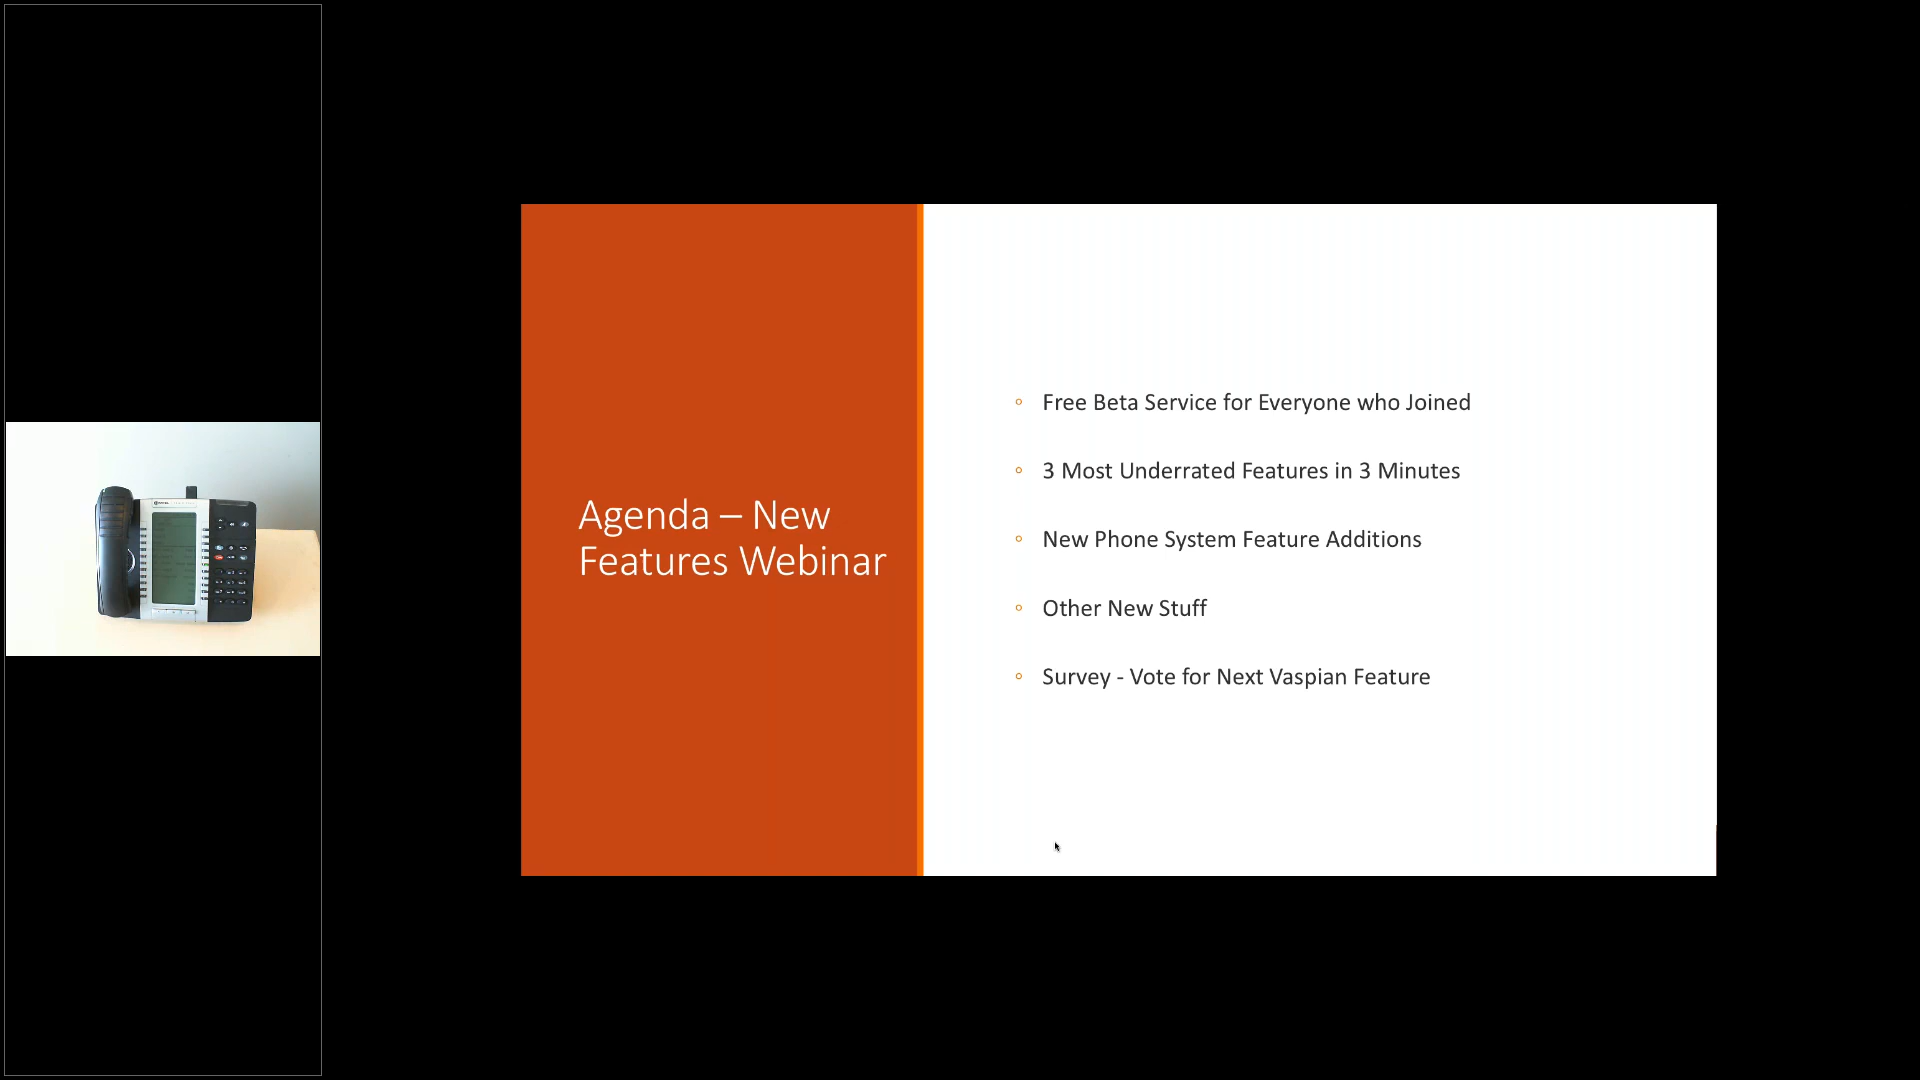 Agenda – New
Features Webinar
Free Beta Service for Everyone who Joined
3 Most Underrated Features in 3 Minutes
New Phone System Feature Additions
Other New Stuff
Survey - Vote for Next Vaspian Feature